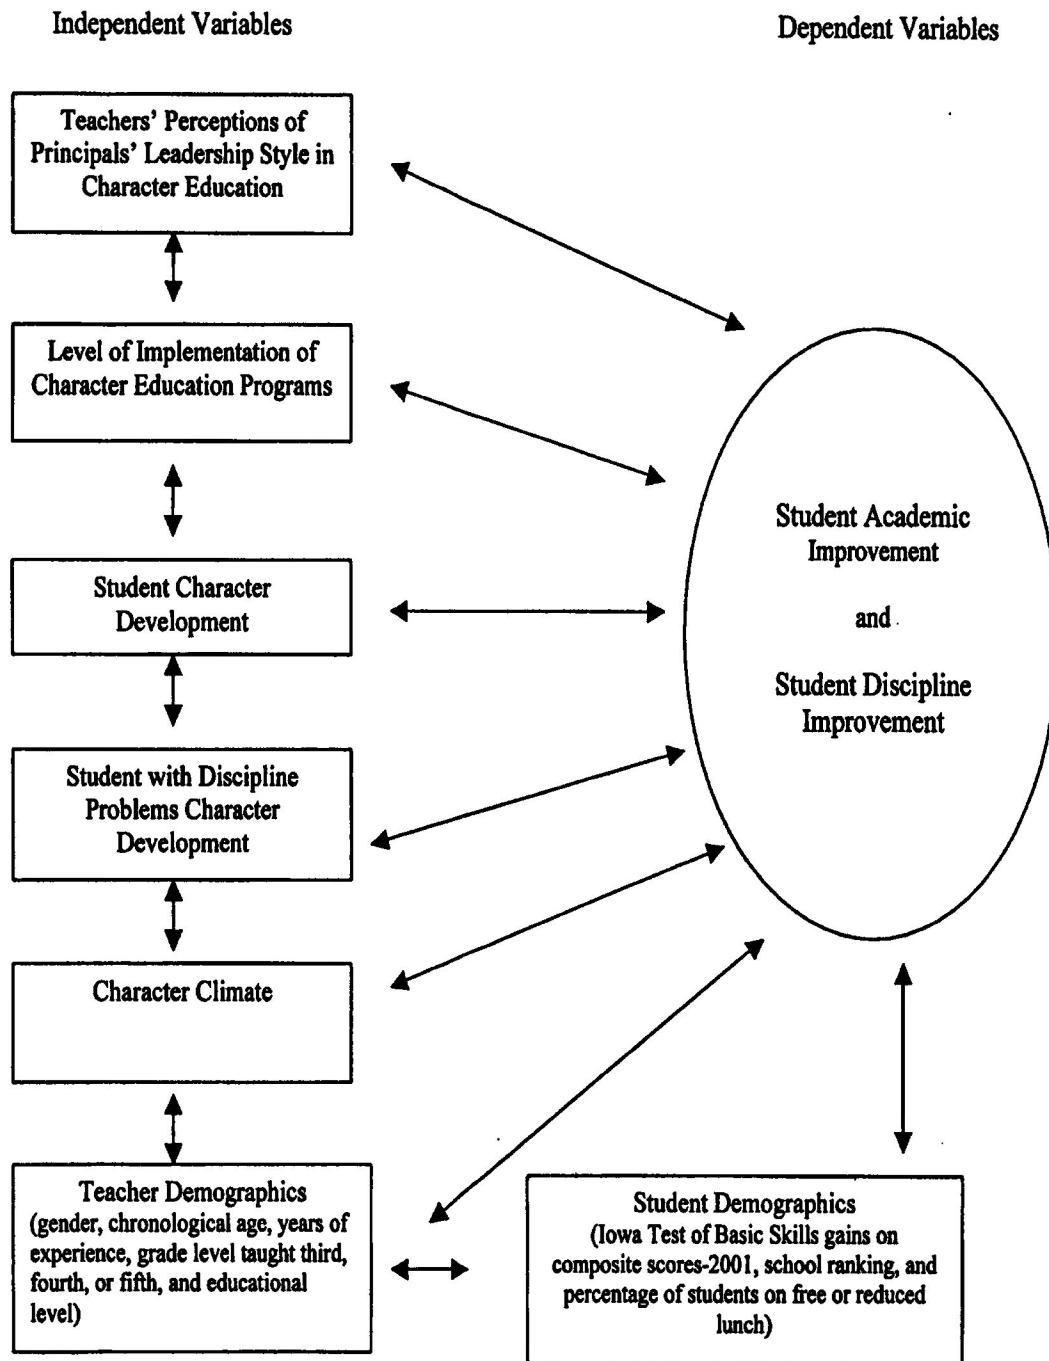 Independent Variables
Dependent Variables
Teachers' Perceptions of
Principals' Leadership Style in
Character Education
Level of Implementation of
Character Education Programs
Student Character
Development
Student with Discipline
Problems Character
Development
Character Climate
Teacher Demographics
(gender, chronological age, years of
experience, grade level taught third,
fourth, or fifth, and educational
level)
Student Academic
Improvement
and
Student Discipline
Improvement
Student Demographics
(Iowa Test of Basic Skills gains on
composite scores-2001, school ranking, and
percentage of students on free or reduced
lunch)